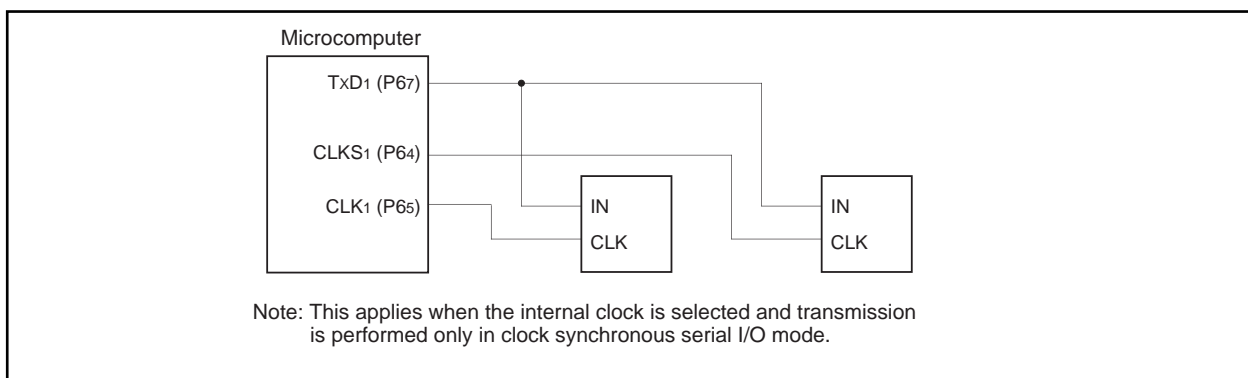 Microcomputer
TxD1 (P67)
CLKS1 (P64)
CLK1 (P65)
IN
CLK
IN
CLK
Note: This applies when the internal clock is selected and transmission
is performed only in clock synchronous serial I/O mode.